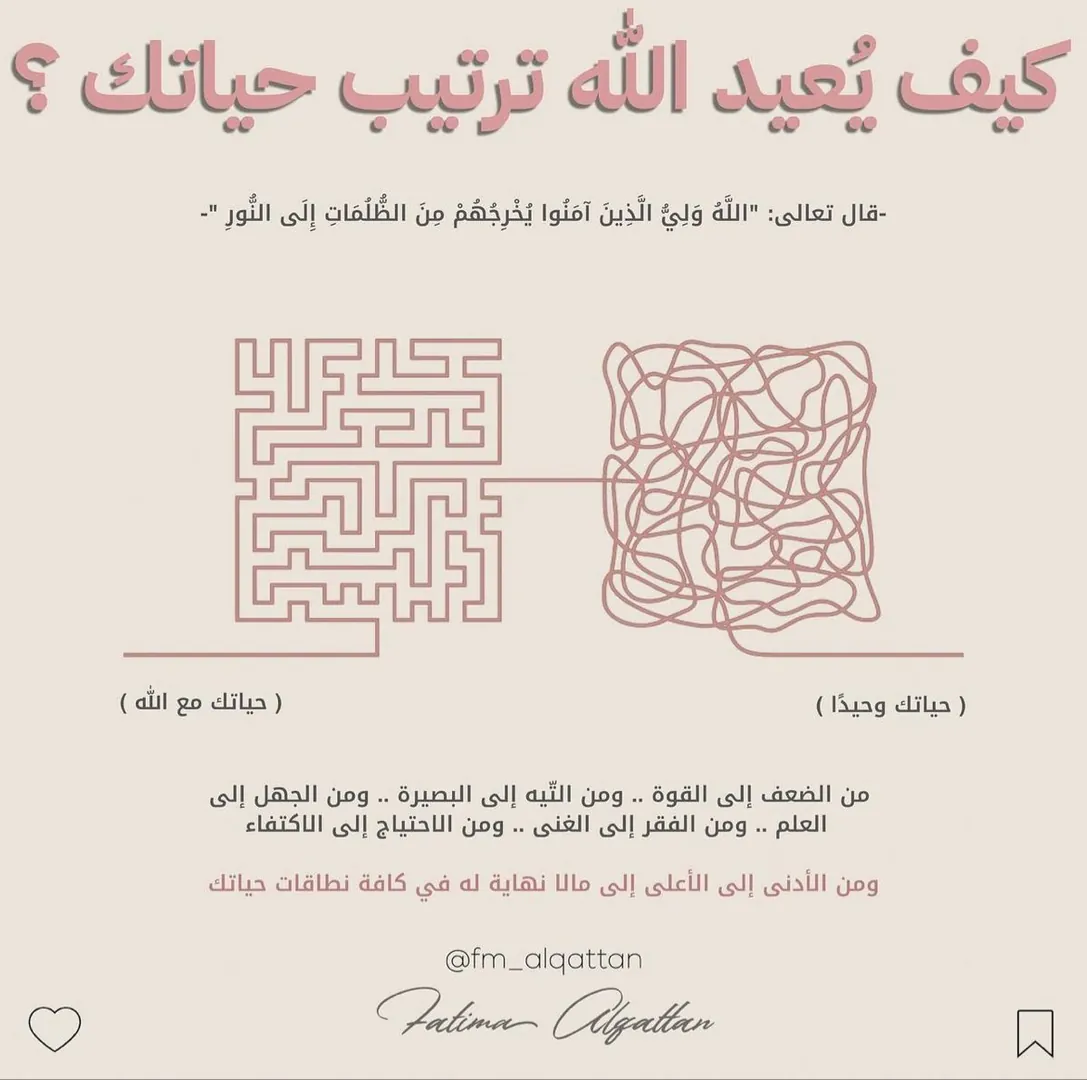 كيف يُعيد الله ترتيب حياتك ؟
-قال تعالى: "اللَّهُ وَلِيُّ الَّذِينَ آمَنُوا يُخْرِجُهُمْ مِنَ الظُّلُمَاتِ إِلَى النُّورِ "-
( حياتك وحيدًا )
( حياتك مع الله )
من الضعف إلى القوة .. ومن التّيه إلى البصيرة .. ومن الجهل إلى
العلم .. ومن الفقر إلى الغنى .. ومن الاحتياج إلى الاكتفاء
ومن الأدنى إلى الأعلى إلى مالا نهاية له في كافة نطاقات حياتك
@fm_alqattan
Fatima Alqattan